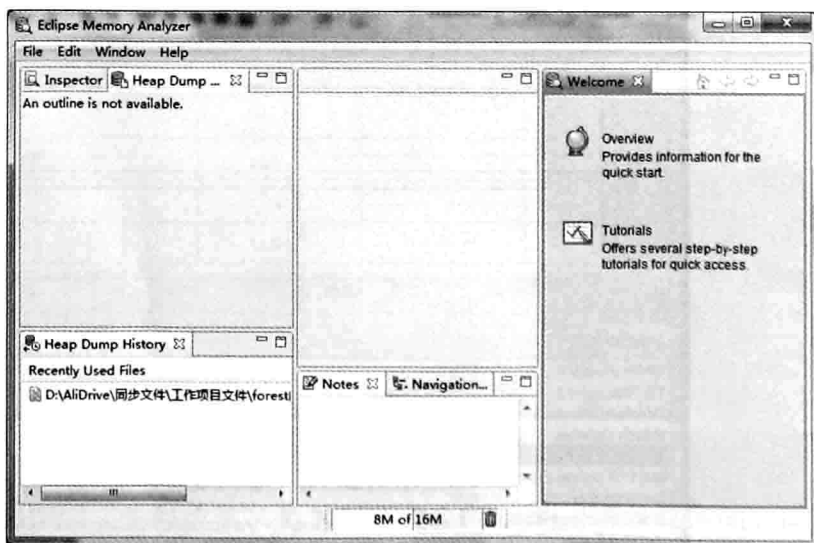 Eclipse Memory Analyzer
File Edit Window Help
Inspector Heap Dump ...
An outline is not available.
Heap Dump History
Recently Used Files
D:\AliDrive\同步文件\工作项目文件\forest
Notes Navigation...
8M of 16M
Welcome
Overview
Provides information for the
quick start.
Tutorials
Offers several step-by-step
tutorials for quick access.